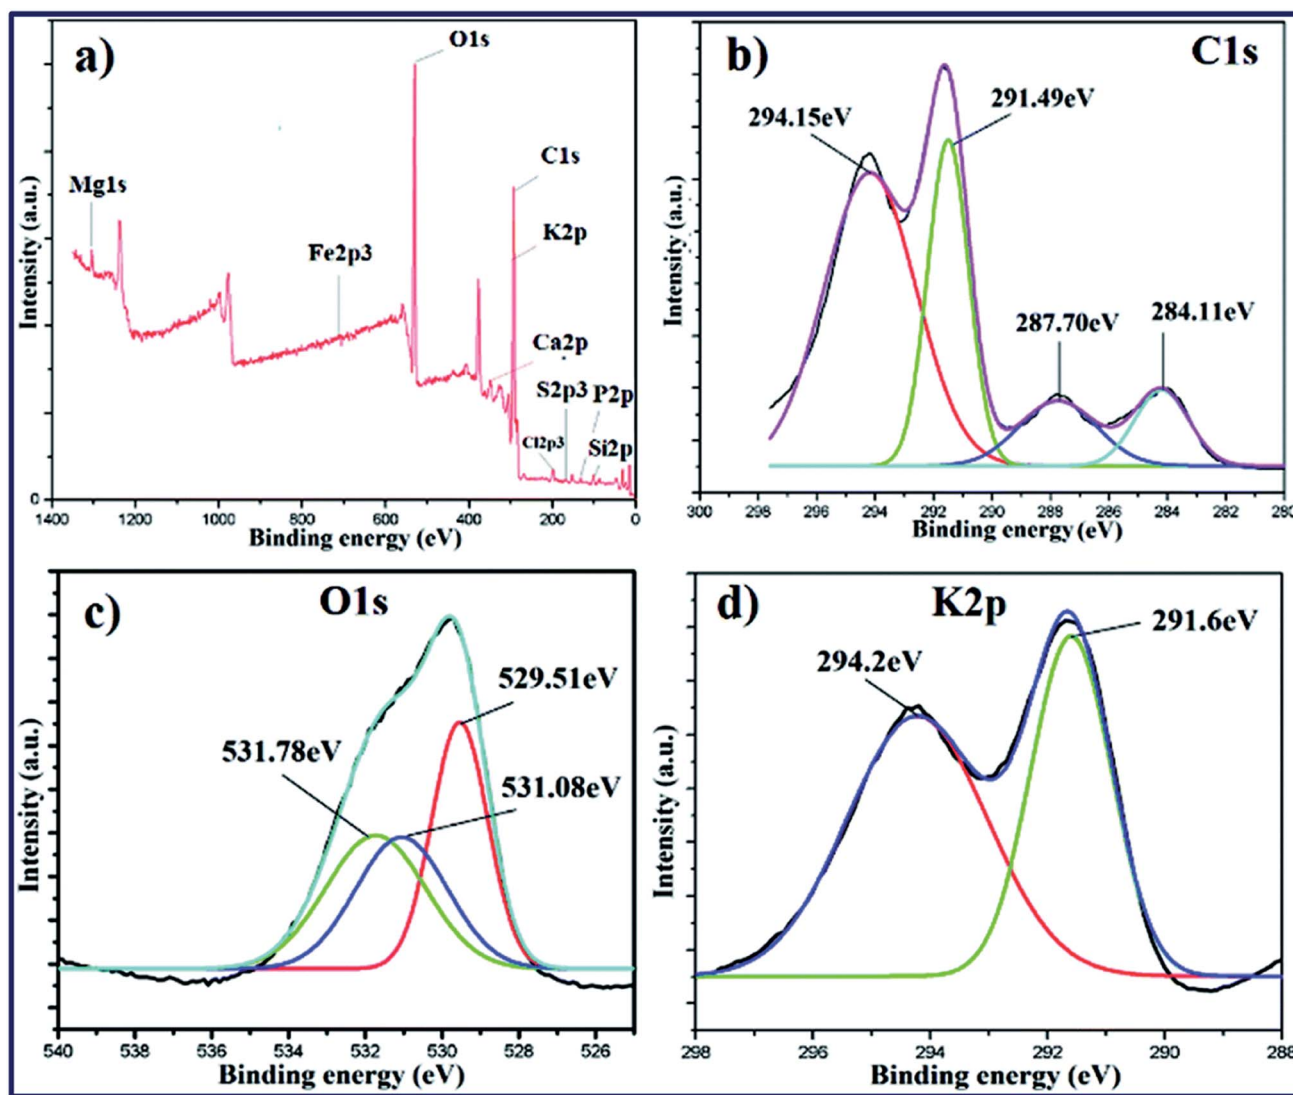 a)
O1s
C1s
K2p
Mg1s
Fe2p3
Ca2p
S2p3
P2p
Cl2p3
Si2p
Intensity (a.u.)
0
1400 1200 1000 800 600 400 200 0
Binding energy (eV)
b)
C1s
294.15eV
291.49eV
287.70eV
284.11eV
Intensity (a.u.)
300 298 296 294 292 290 288 286 284 282 280
Binding energy (eV)
c)
O1s
529.51eV
531.78eV
531.08eV
Intensity (a.u.)
540 538 536 534 532 530 528 526
Binding energy (eV)
d)
K2p
291.6eV
294.2eV
Intensity (a.u.)
298 296 294 292 290 288
Binding energy (eV)